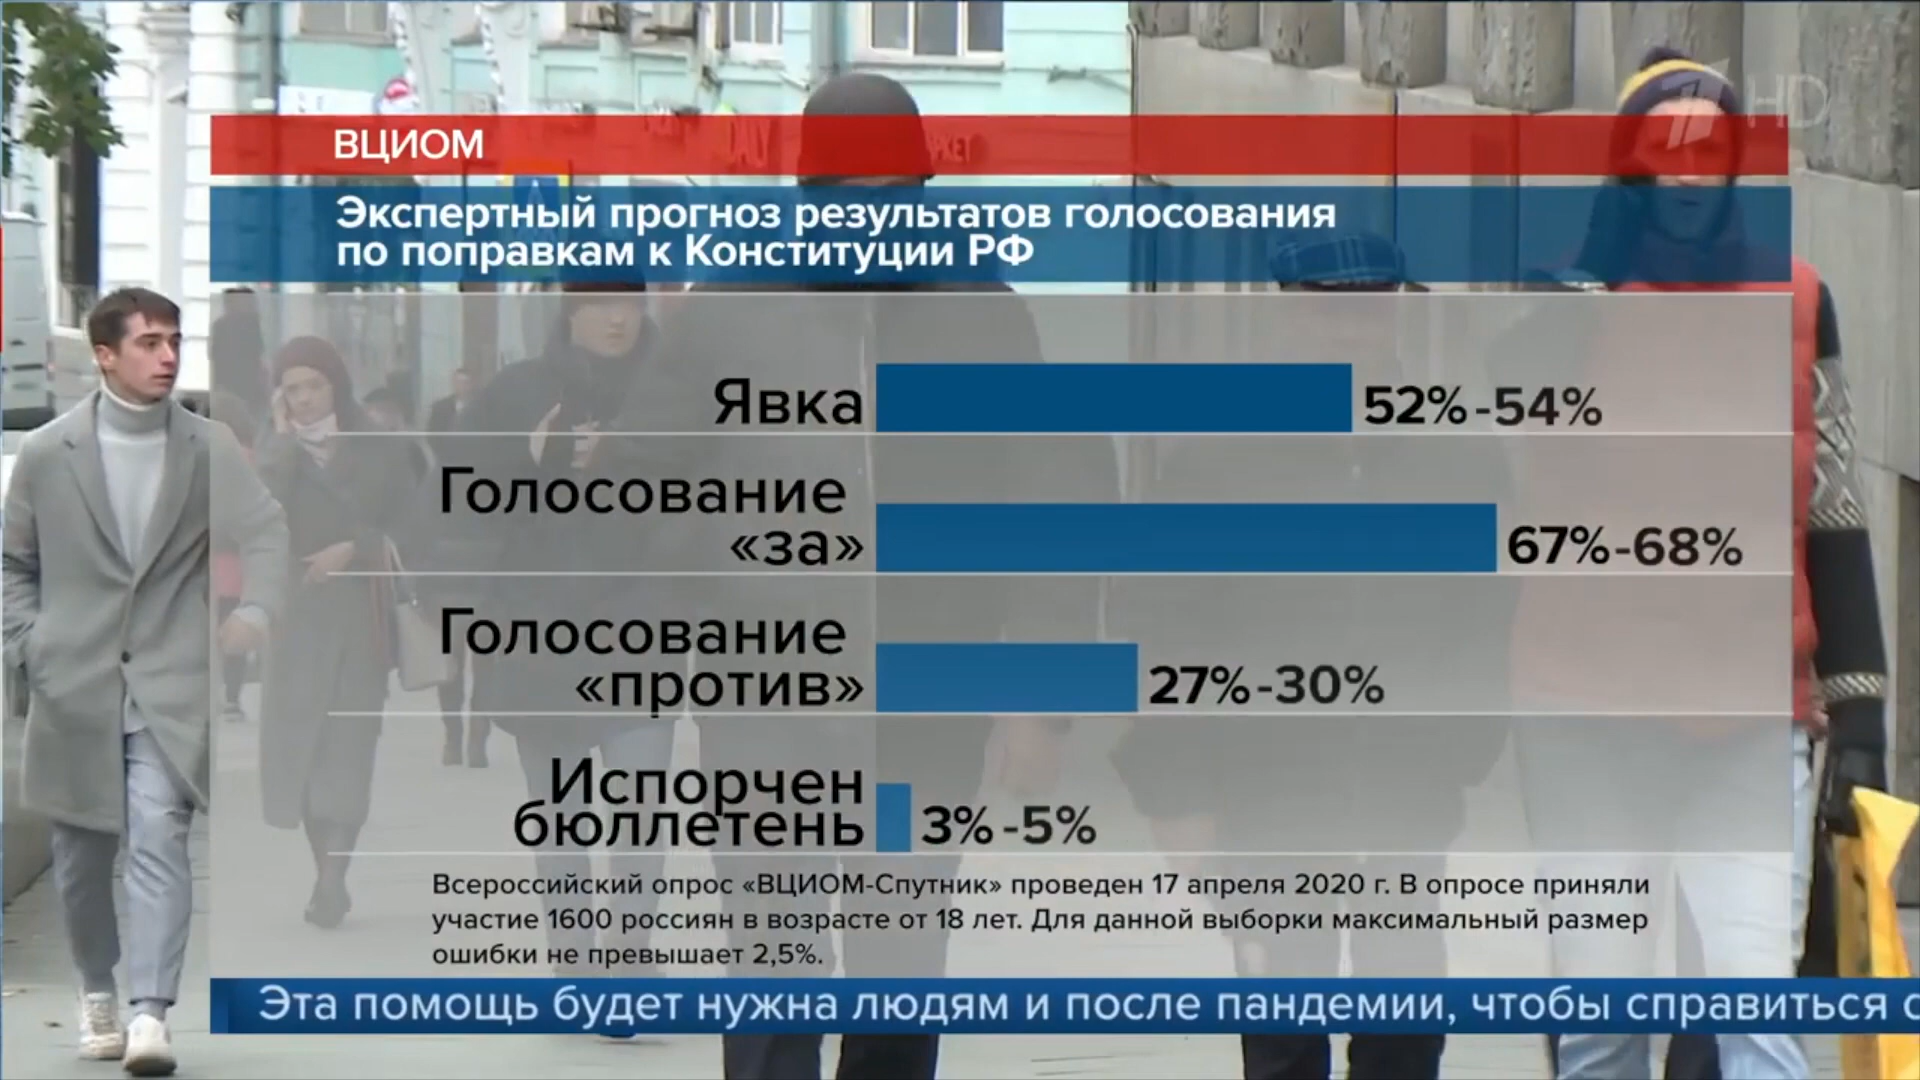 ВЦИОМ
HD
Экспертный прогноз результатов голосования
по поправкам к Конституции РФ
Явка 52%-54%
Голосование
«за» 67%-68%
Голосование
«против» 27%-30%
Испорчен
бюллетень 3%-5%
Всероссийский опрос «ВЦИОМ-Спутник» проведен 17 апреля 2020 г. В опросе приняли
участие 1600 россиян в возрасте от 18 лет. Для данной выборки максимальный размер
ошибки не превышает 2,5%.
Эта помощь будет нужна людям и после пандемии, чтобы справиться с